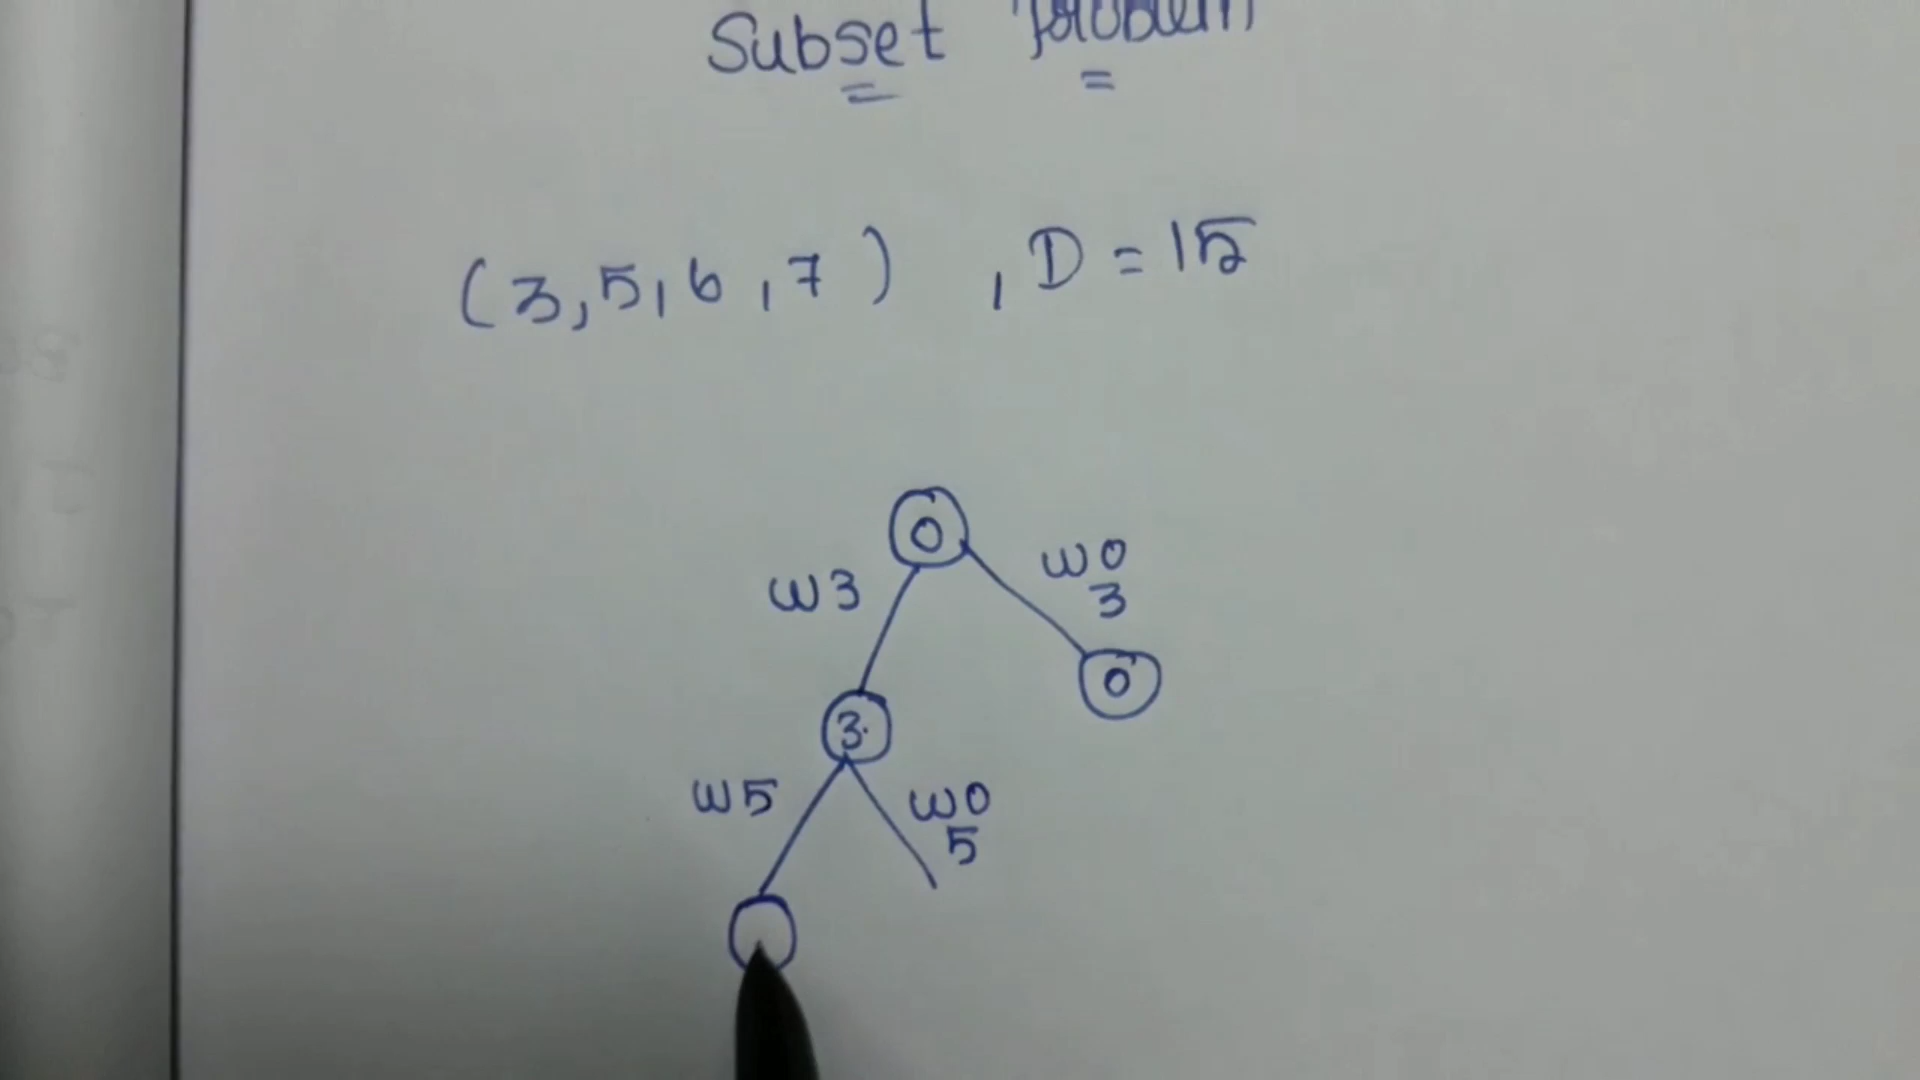 Subset Problem
(3,5,6,7) , D = 15
0
w3
w0
3
3
0
w5
w0
5